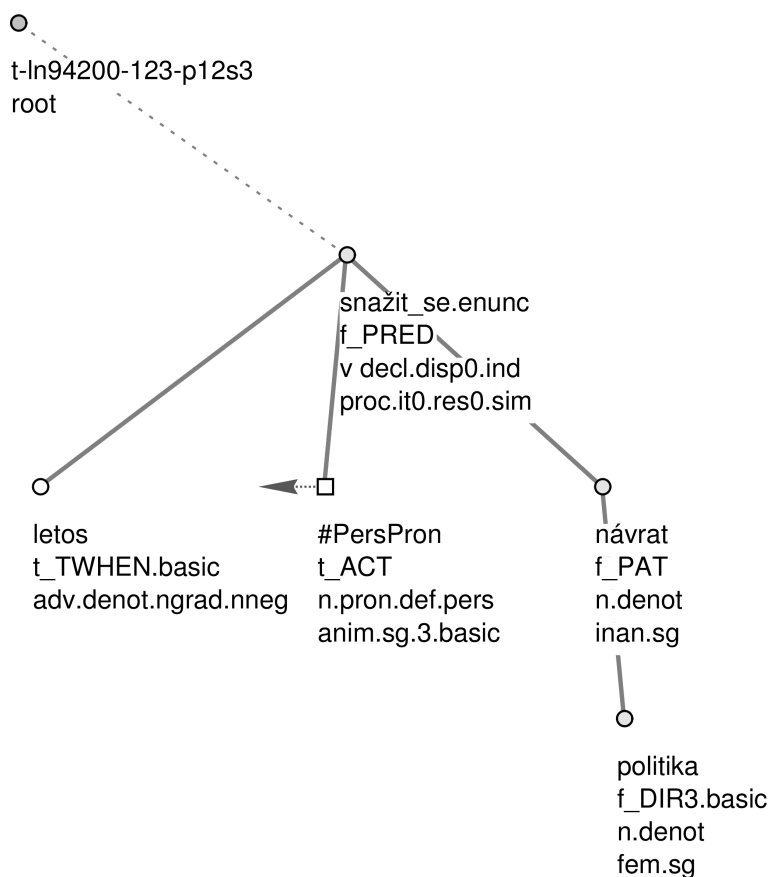 t-ln94200-123-p12s3
root
snažit_se.enunc
f_PRED
v decl.disp0.ind
proc.it0.res0.sim
letos
t_TWHEN.basic
adv.denot.ngrad.nneg
#PersPron
t_ACT
n.pron.def.pers
anim.sg.3.basic
návrat
f_PAT
n.denot
inan.sg
politika
f_DIR3.basic
n.denot
fem.sg